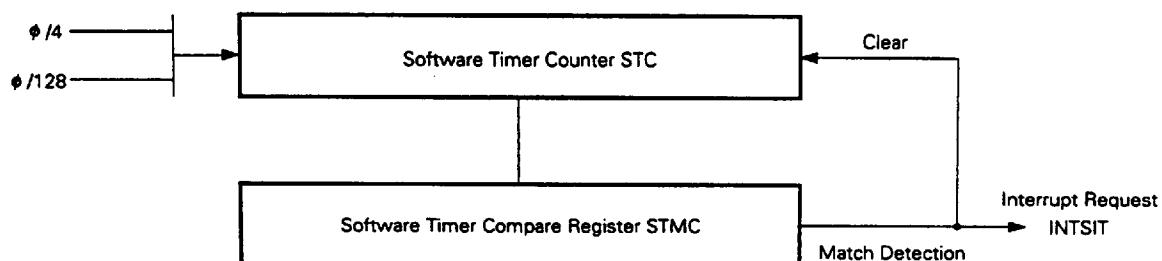 ϕ/4
ϕ/128
Software Timer Counter STC
Clear
Software Timer Compare Register STMC
Match Detection
Interrupt Request
INTSIT